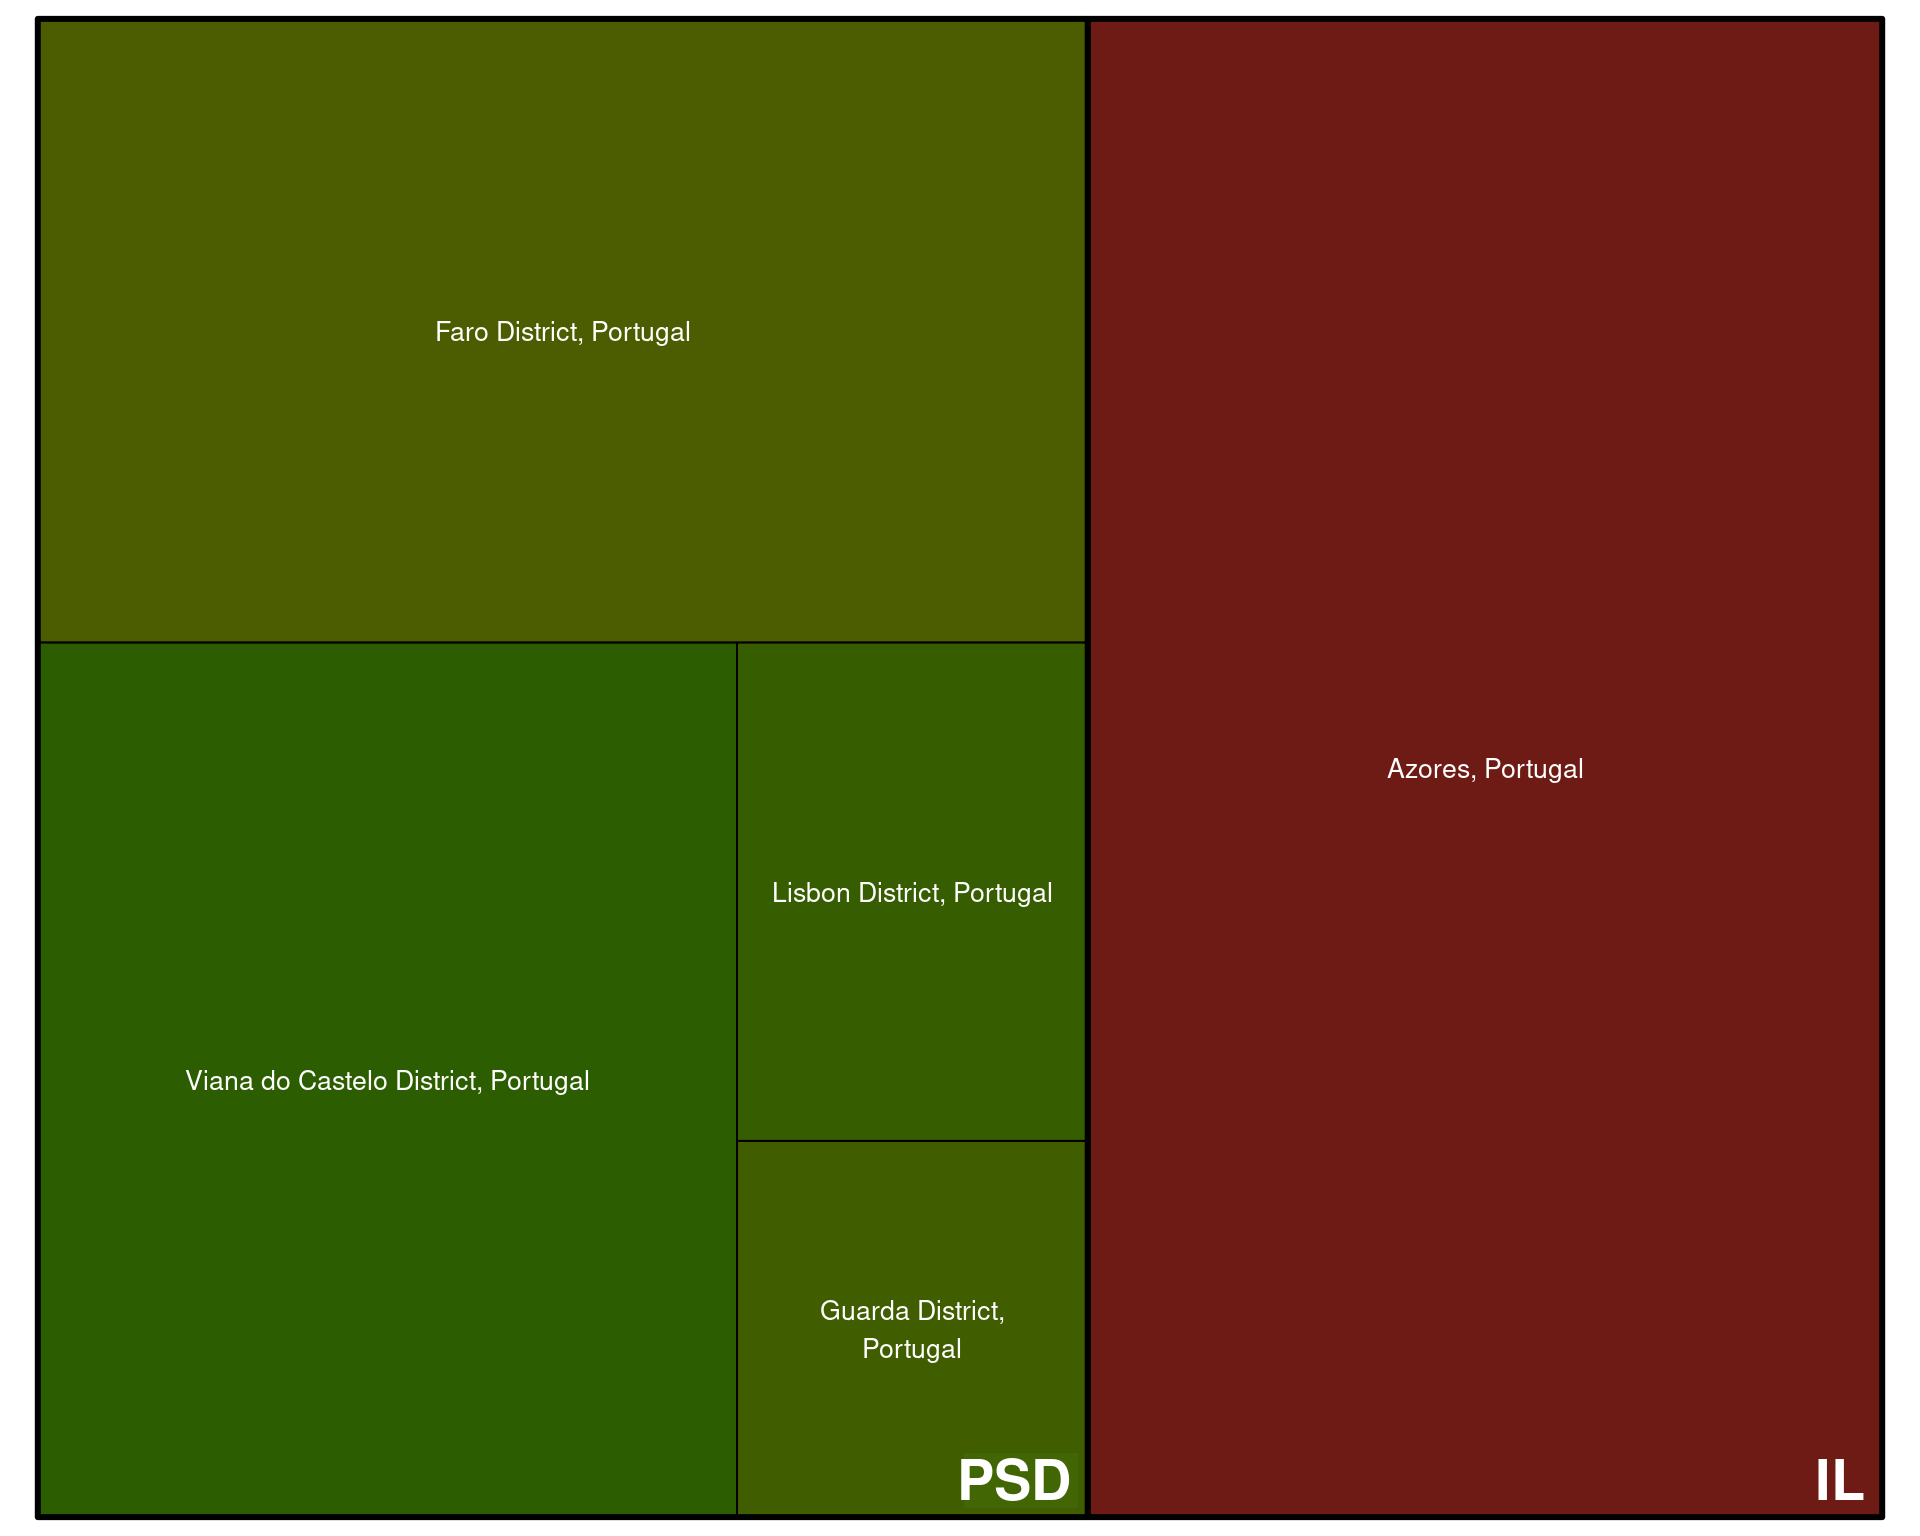 Faro District, Portugal
Viana do Castelo District, Portugal
Lisbon District, Portugal
Guarda District,
Portugal
PSD
Azores, Portugal
IL